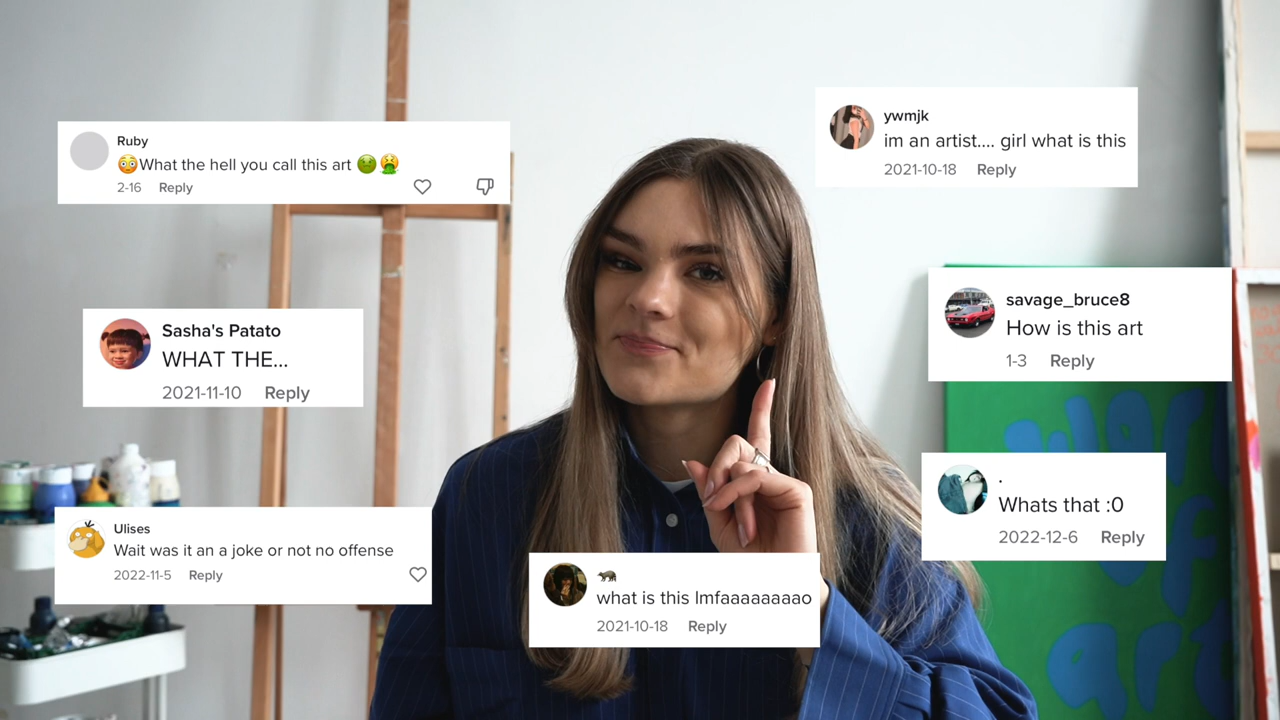 Ruby
😳What the hell you call this art 🤢🤮
2-16 Reply
ywmjk
im an artist.... girl what is this
2021-10-18 Reply
savage_bruce8
How is this art
1-3 Reply
Sasha's Patato
WHAT THE...
2021-11-10 Reply
work
of
art
.
Whats that :0
2022-12-6 Reply
Ulises
Wait was it an a joke or not no offense
2022-11-5 Reply
🦡
what is this lmfaaaaaaaao
2021-10-18 Reply